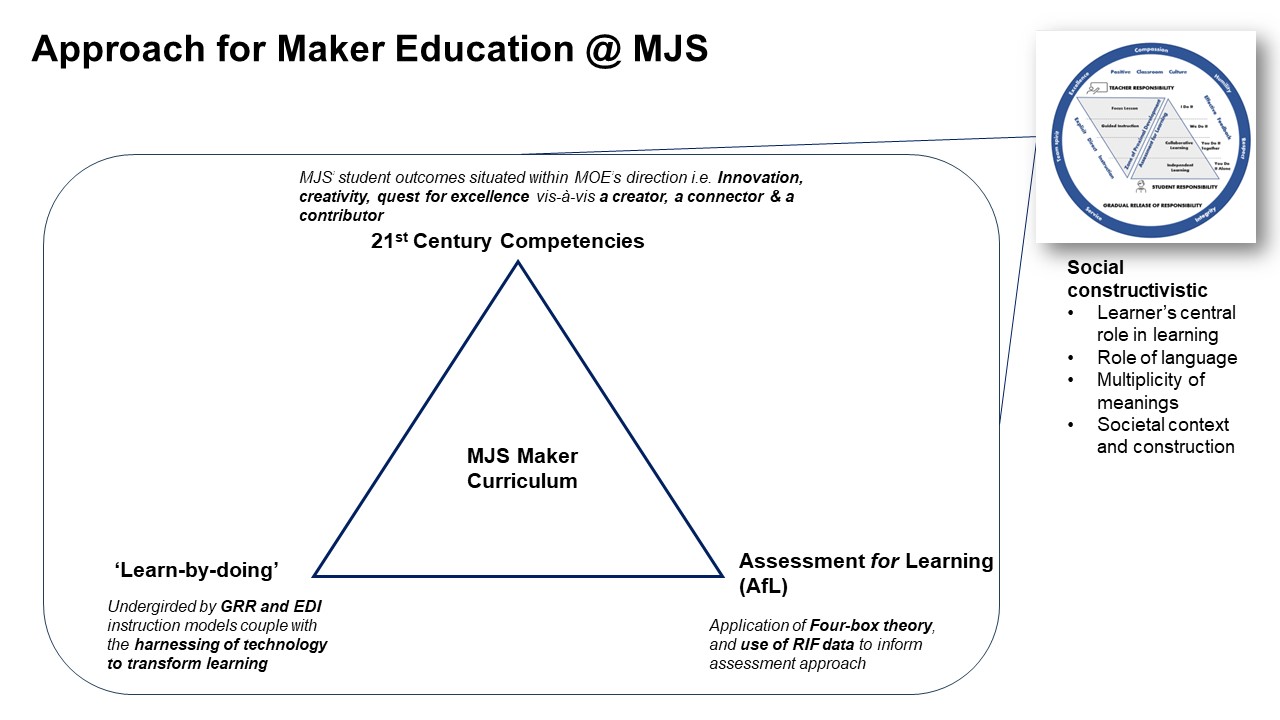 Approach for Maker Education @ MJS
MJS student outcomes situated within MOE's direction i.e. Innovation,
creativity, quest for excellence vis-à-vis a creator, a connector & a
contributor
21st Century Competencies
MJS Maker
Curriculum
‘Learn-by-doing’
Undergirded by GRR and EDI
instruction models couple with
the harnessing of technology
to transform learning
Assessment for Learning
(AfL)
Application of Four-box theory,
and use of RIF data to inform
assessment approach
Compassion
Excellence
Humility
Team spirit
Respect
Service
Integrity
Positive Classroom Culture
Explicit Direct Instruction
Effective Feedback
TEACHER RESPONSIBILITY
Focus Lesson
I Do It
Guided Instruction
We Do It
Zone of Proximal Development
Assessment for Learning
Collaborative
Learning
You Do It
Together
Independent
Learning
You Do
It Alone
STUDENT RESPONSIBILITY
GRADUAL RELEASE OF RESPONSIBILITY
Social
constructivistic
• Learner’s central
role in learning
• Role of language
• Multiplicity of
meanings
• Societal context
and construction